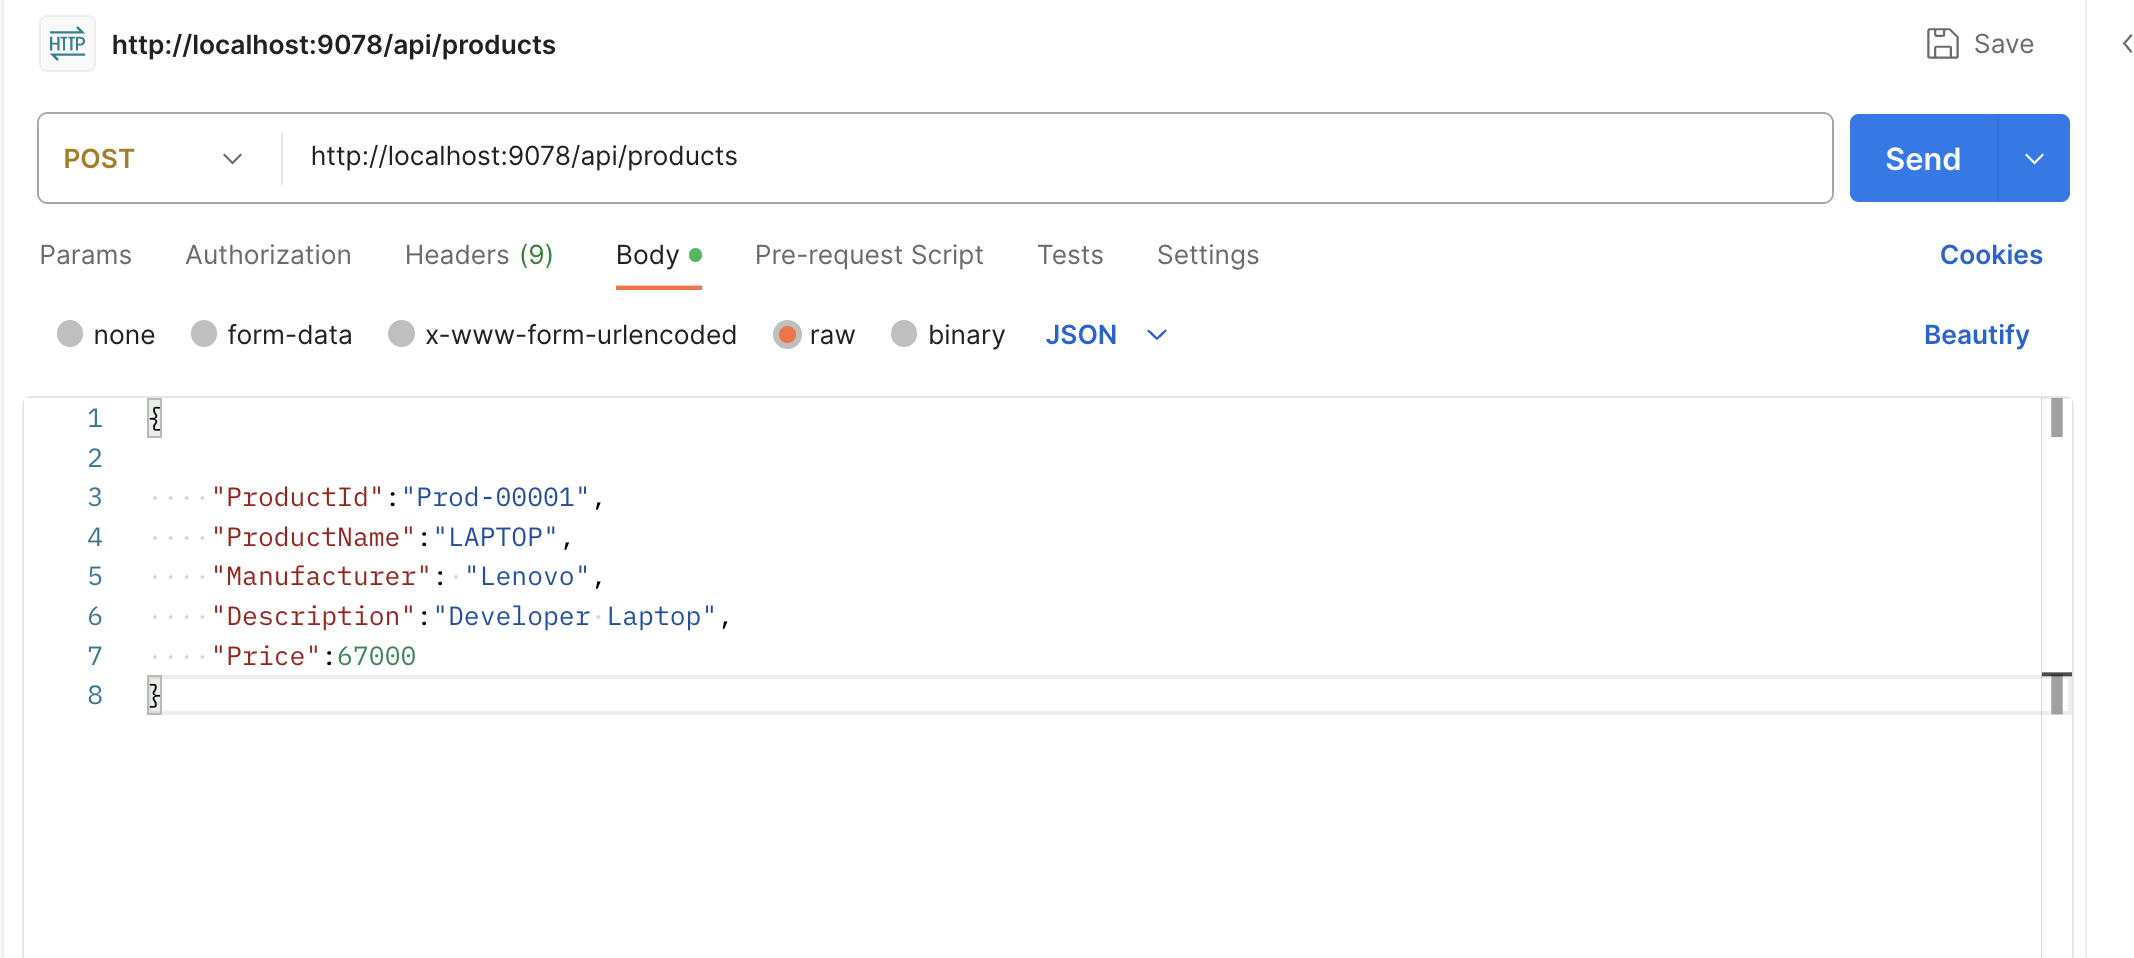 HTTP http://localhost:9078/api/products Save
POST http://localhost:9078/api/products Send
Params Authorization Headers (9) Body Pre-request Script Tests Settings Cookies
none form-data x-www-form-urlencoded raw binary JSON Beautify
1 {
2
3 "ProductId":"Prod-00001",
4 "ProductName":"LAPTOP",
5 "Manufacturer": "Lenovo",
6 "Description":"Developer Laptop",
7 "Price":67000
8 }